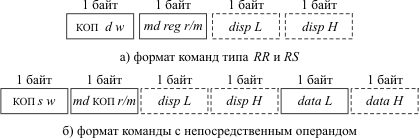 1 байт 1 байт 1 байт 1 байт
КОП d w md reg r/m disp L disp H
а) формат команд типа RR и RS
1 байт 1 байт 1 байт 1 байт 1 байт 1 байт
КОП s w md КОП r/m disp L disp H data L data H
б) формат команды с непосредственным операндом